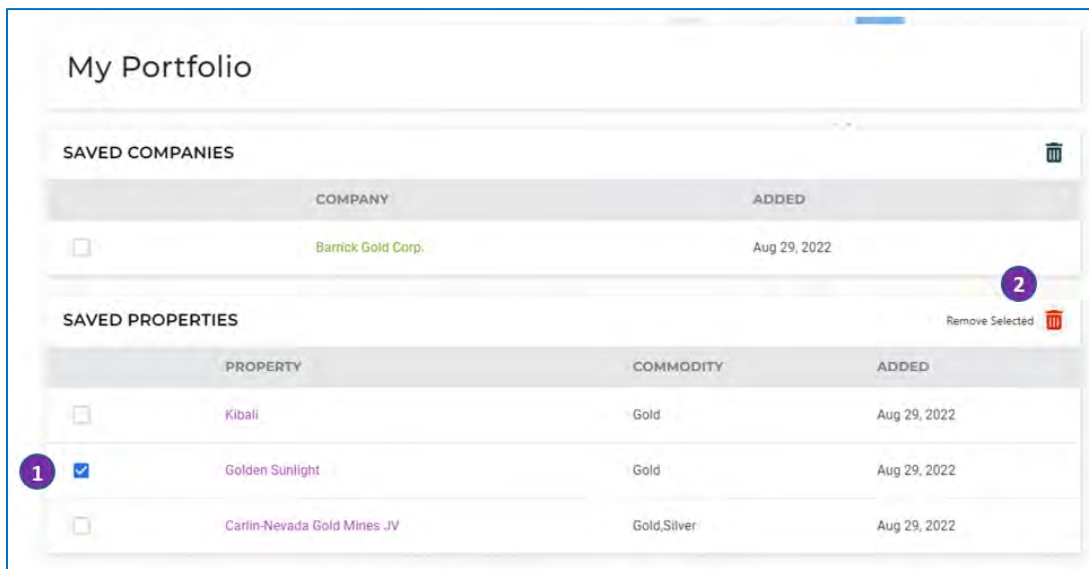 My Portfolio
SAVED COMPANIES
COMPANY ADDED
Barrick Gold Corp. Aug 29, 2022
2
SAVED PROPERTIES Remove Selected
PROPERTY COMMODITY ADDED
Kibali Gold Aug 29, 2022
1 Golden Sunlight Gold Aug 29, 2022
Carlin-Nevada Gold Mines JV Gold,Silver Aug 29, 2022